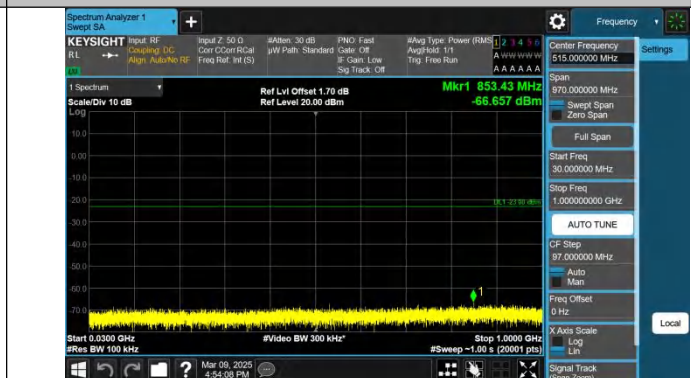 Spectrum Analyzer 1
Swept SA
Frequency
KEYSIGHT
RL
Input: RF
Coupling: DC
Align: Auto/No RF
Input Z: 50 Ω
Corr CCorr RCal
Freq Ref: Int (S)
#Atten: 30 dB
µW Path: Standard
PNO: Fast
Gate: Off
IF Gain: Low
Sig Track: Off
#Avg Type: Power (RMS
Avg|Hold: 1/1
Trig: Free Run
1 2 3 4 5 6
A W W W W W
A A A A A A
LM
1 Spectrum
Scale/Div 10 dB
Ref Lvl Offset 1.70 dB
Ref Level 20.00 dBm
Mkr1 853.43 MHz
-66.657 dBm
Log
10.0
0.00
-10.0
-20.0
DL1 -23.00 dBm
-30.0
-40.0
-50.0
-60.0
1
-70.0
Start 0.0300 GHz
#Res BW 100 kHz
#Video BW 300 kHz*
Stop 1.0000 GHz
#Sweep ~1.00 s (20001 pts)
Mar 09, 2025
4:54:08 PM
Center Frequency
515.000000 MHz
Settings
Span
970.000000 MHz
Swept Span
Zero Span
Full Span
Start Freq
30.000000 MHz
Stop Freq
1.000000000 GHz
AUTO TUNE
CF Step
97.000000 MHz
Auto
Man
Freq Offset
0 Hz
X Axis Scale
Log
Lin
Local
Signal Track
(Span Zoom)